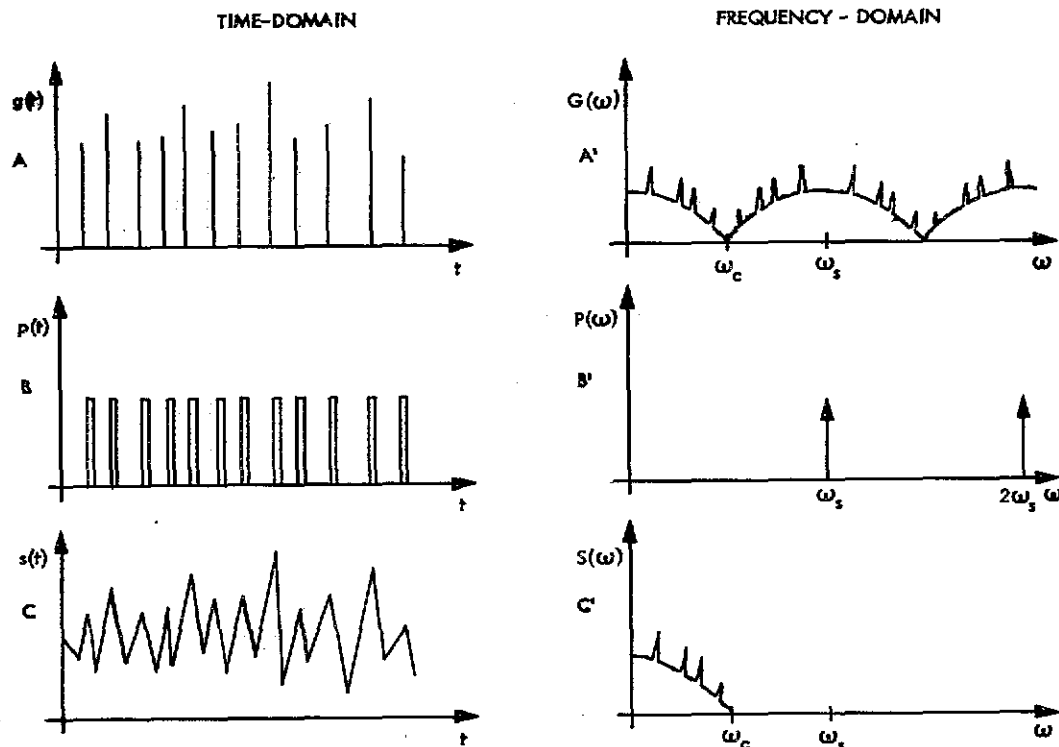 TIME-DOMAIN
FREQUENCY - DOMAIN
g(t)
A
t
G(ω)
A'
ω_c
ω_s
ω
p(t)
B
t
P(ω)
B'
ω_s
2ω_s
ω
s(t)
C
t
S(ω)
C'
ω_c
ω_s
ω